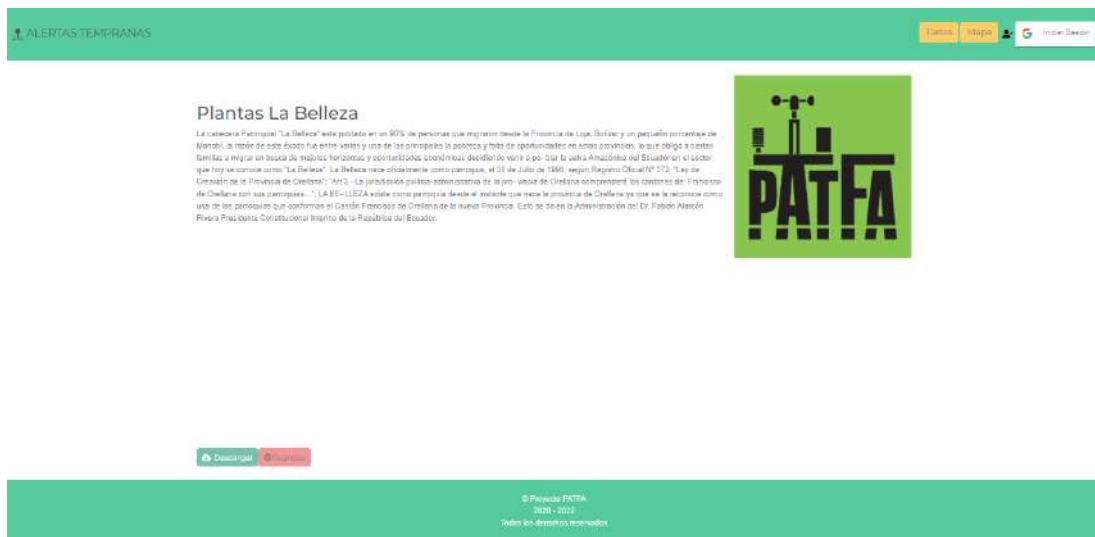 ALERTAS TEMPRANAS
Datos Mapa Iniciar Sesión
Plantas La Belleza
La cabecera Parroquial "La Belleza" este poblado en un 90% de personas que migraron desde la Provincia de Loja, Bolívar y un pequeño porcentaje de
Manabí, la razón de este éxodo fue entre varias y una de las principales la pobreza y falta de oportunidades en estas provincias, lo que obligó a ciertas
familias a migrar en busca de mejores horizontes y oportunidades económicas decidiendo venir a po- blar la selva Amazónica del Ecuador en el sector
que hoy se conoce como "La Belleza". La Belleza nace oficialmente como parroquia, el de Julio de 1998, según Registro Oficial Nº 372. "Ley de
Creación de la Provincia de Orellana"; "Art 2.- La jurisdicción política-administrativa de la pro- vincia de Orellana comprenderá los cantones de: Francisco
de Orellana con sus parroquias... "; LA BE-LLEZA existe como parroquia desde el instante que nace la provincia de Orellana ya que se la reconoce como
una de las parroquias que conforman el Cantón Francisco de Orellana de la nueva Provincia. Esto se da en la Administración del Dr. Fabián Alarcón
Rivera Presidente Constitucional Interino de la República del Ecuador.
PATFA
Descargar Regresar
© Proyecto PATFA
2020 - 2022
Todos los derechos reservados